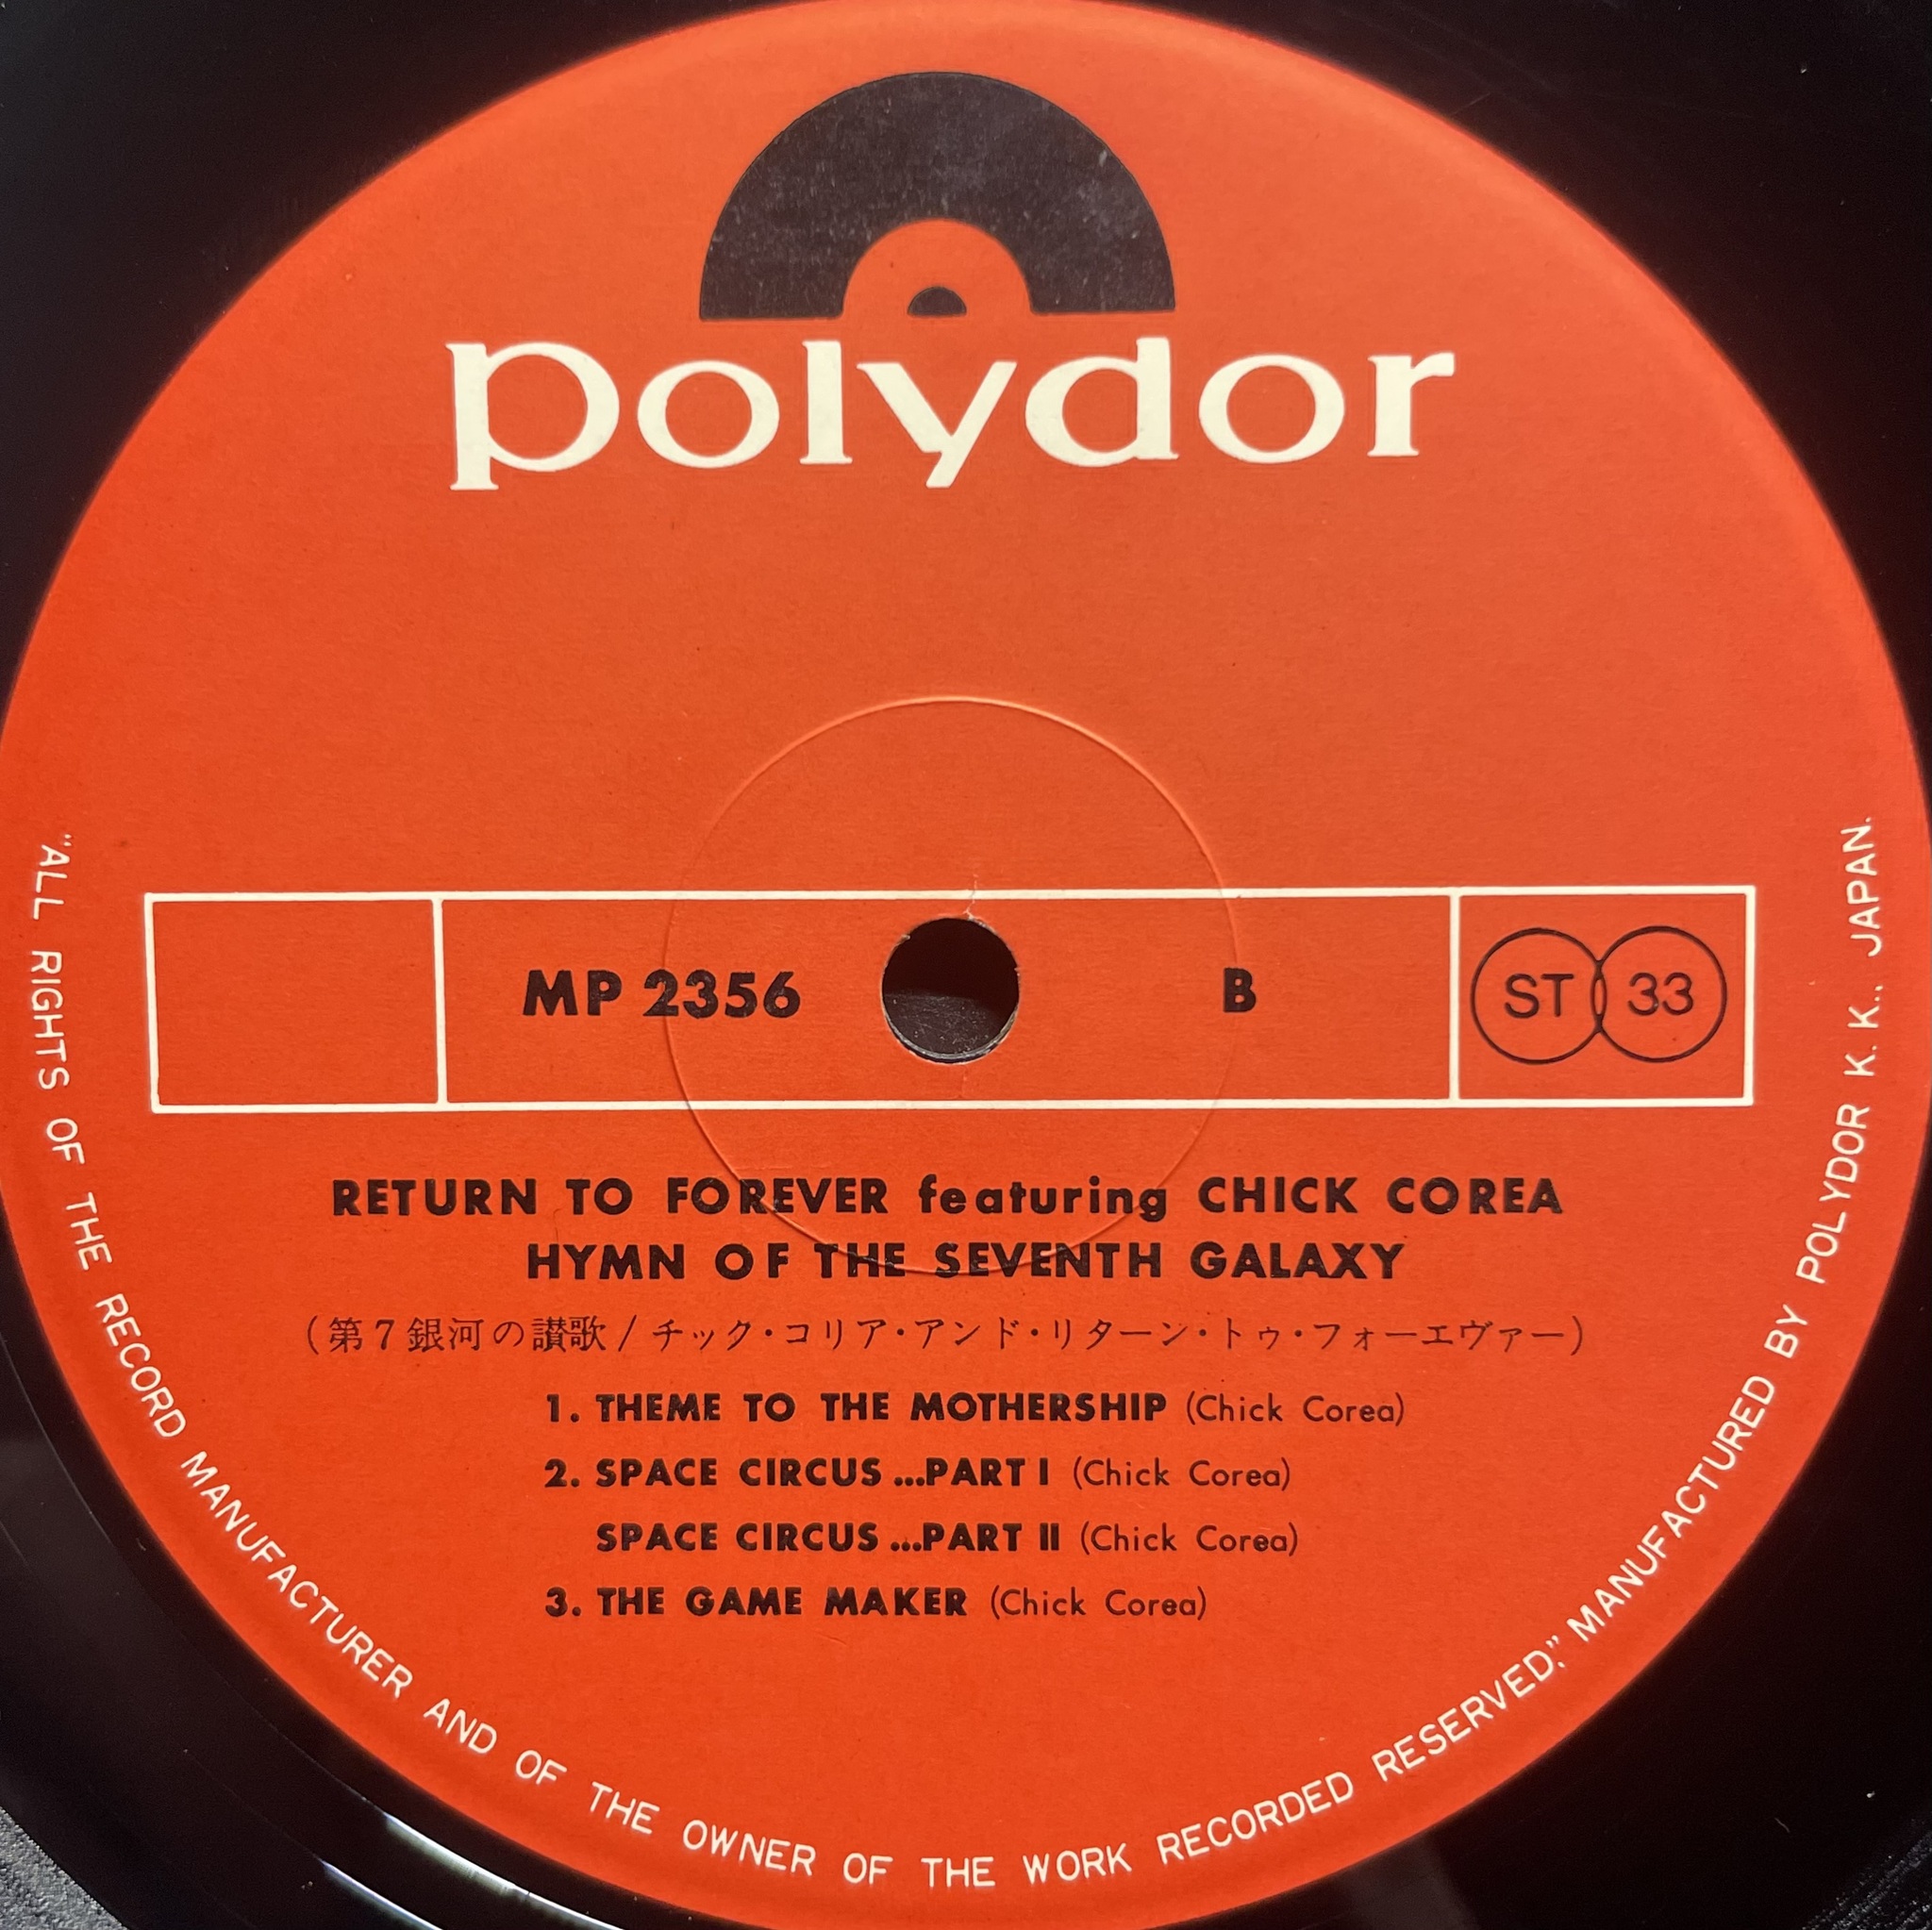 polydor
MP 2356
B
ST 33
RETURN TO FOREVER featuring CHICK COREA
HYMN OF THE SEVENTH GALAXY
(第7銀河の讃歌/チック・コリア・アンド・リターン・トゥ・フォーエヴァー)
1. THEME TO THE MOTHERSHIP (Chick Corea)
2. SPACE CIRCUS...PART I (Chick Corea)
SPACE CIRCUS...PART II (Chick Corea)
3. THE GAME MAKER (Chick Corea)
"ALL RIGHTS OF THE RECORD MANUFACTURER AND OF THE OWNER OF THE WORK RECORDED RESERVED," MANUFACTURED BY POLYDOR K. K., JAPAN.